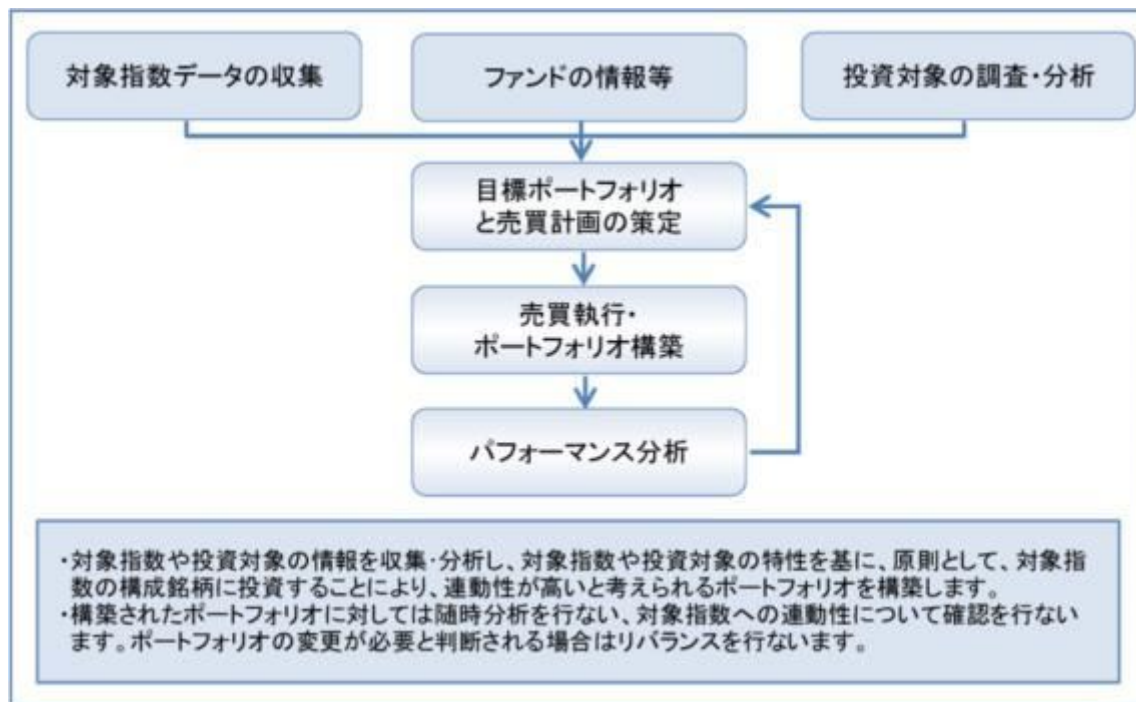 対象指数データの収集
ファンドの情報等
投資対象の調査・分析
目標ポートフォリオ
と売買計画の策定
売買執行・
ポートフォリオ構築
パフォーマンス分析
・対象指数や投資対象の情報を収集・分析し、対象指数や投資対象の特性を基に、原則として、対象指
数の構成銘柄に投資することにより、連動性が高いと考えられるポートフォリオを構築します。
・構築されたポートフォリオに対しては随時分析を行ない、対象指数への連動性について確認を行ない
ます。ポートフォリオの変更が必要と判断される場合はリバランスを行ないます。